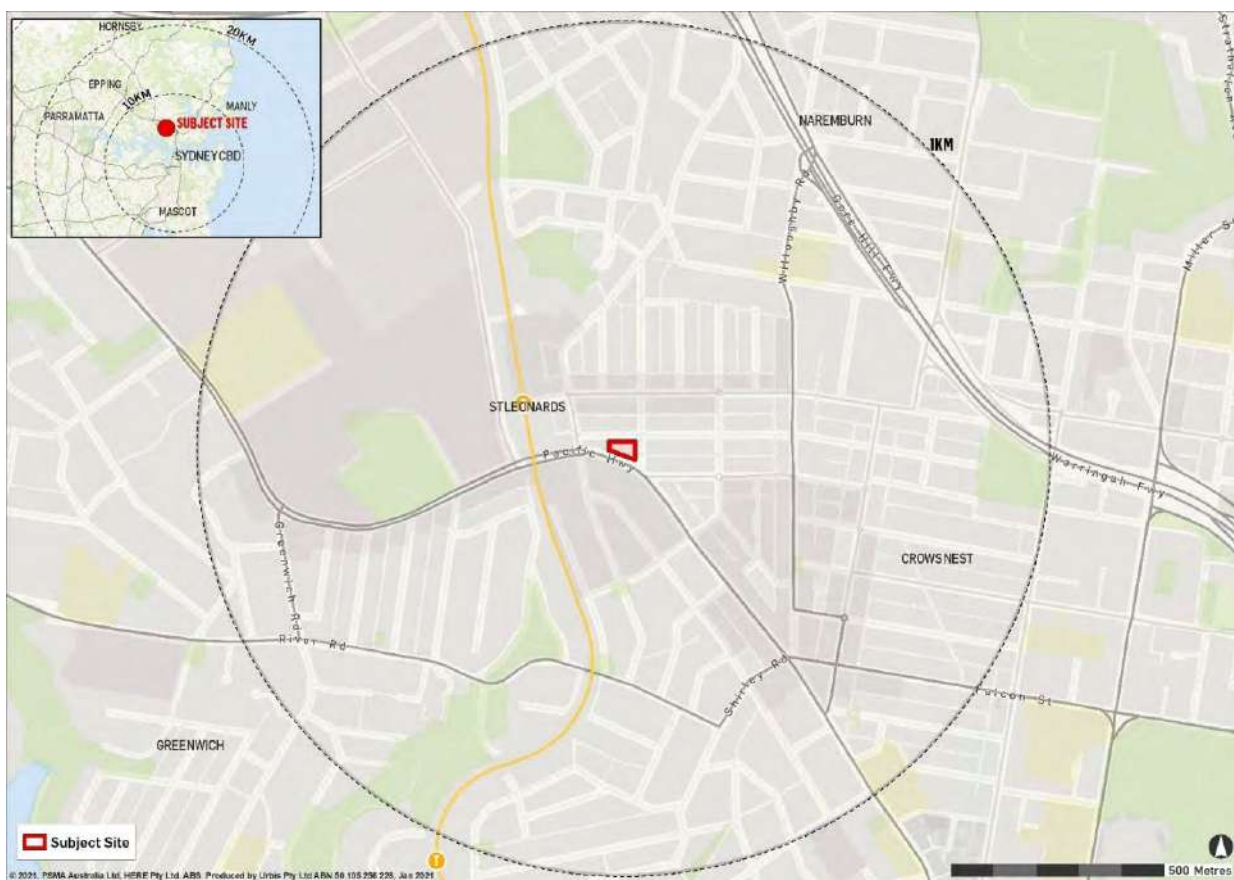 HORNSBY
20KM
EPPING
10KM
MANLY
PARRAMATTA
SUBJECT SITE
SYDNEY CBD
MASCOT
NAREMBURN
1KM
Willoughby Rd
Gore Hill Fwy
Miller S
ST LEONARDS
Pacific Hwy
Warringah Fwy
CROWS NEST
Greenwich Rd
River Rd
Shirley Rd
Falcon St
GREENWICH
Subject Site
T
© 2021. PSMA Australia Ltd, HERE Pty Ltd. ABS. Produced by Urbis Pty Ltd ABN 50 105 256 228, Jan 2021
500 Metres